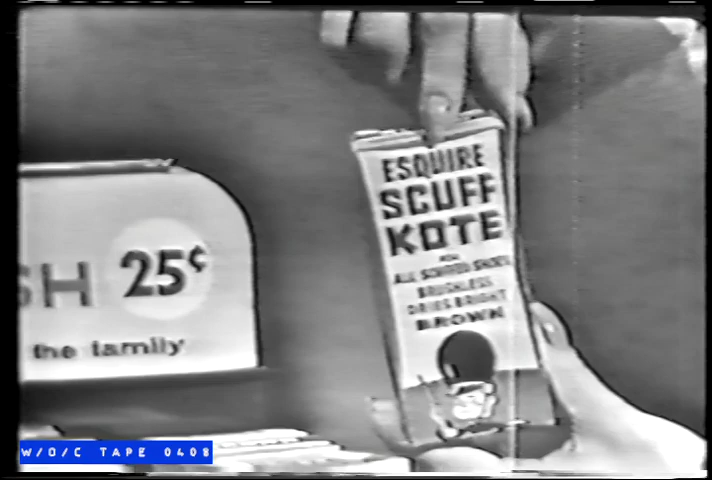 ESQUIRE
SCUFF
KOTE
FOR
ALL SCUFFED SHOES
BRUSHLESS
DRIES BRIGHT
BROWN
SH 25¢
the family
W/O/C TAPE 0408